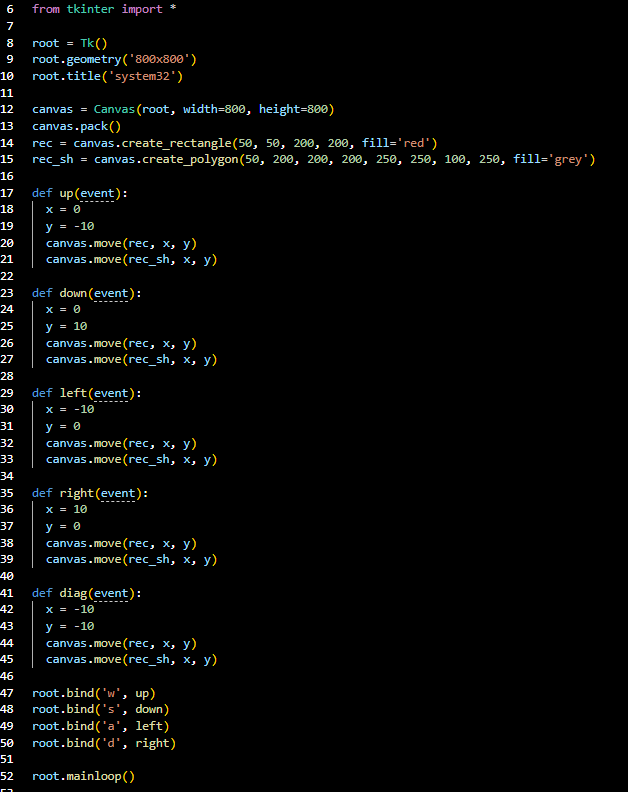 6 from tkinter import *
7
8 root = Tk()
9 root.geometry('800x800')
10 root.title('system32')
11
12 canvas = Canvas(root, width=800, height=800)
13 canvas.pack()
14 rec = canvas.create_rectangle(50, 50, 200, 200, fill='red')
15 rec_sh = canvas.create_polygon(50, 200, 200, 200, 250, 250, 100, 250, fill='grey')
16
17 def up(event):
18     x = 0
19     y = -10
20     canvas.move(rec, x, y)
21     canvas.move(rec_sh, x, y)
22
23 def down(event):
24     x = 0
25     y = 10
26     canvas.move(rec, x, y)
27     canvas.move(rec_sh, x, y)
28
29 def left(event):
30     x = -10
31     y = 0
32     canvas.move(rec, x, y)
33     canvas.move(rec_sh, x, y)
34
35 def right(event):
36     x = 10
37     y = 0
38     canvas.move(rec, x, y)
39     canvas.move(rec_sh, x, y)
40
41 def diag(event):
42     x = -10
43     y = -10
44     canvas.move(rec, x, y)
45     canvas.move(rec_sh, x, y)
46
47 root.bind('w', up)
48 root.bind('s', down)
49 root.bind('a', left)
50 root.bind('d', right)
51
52 root.mainloop()